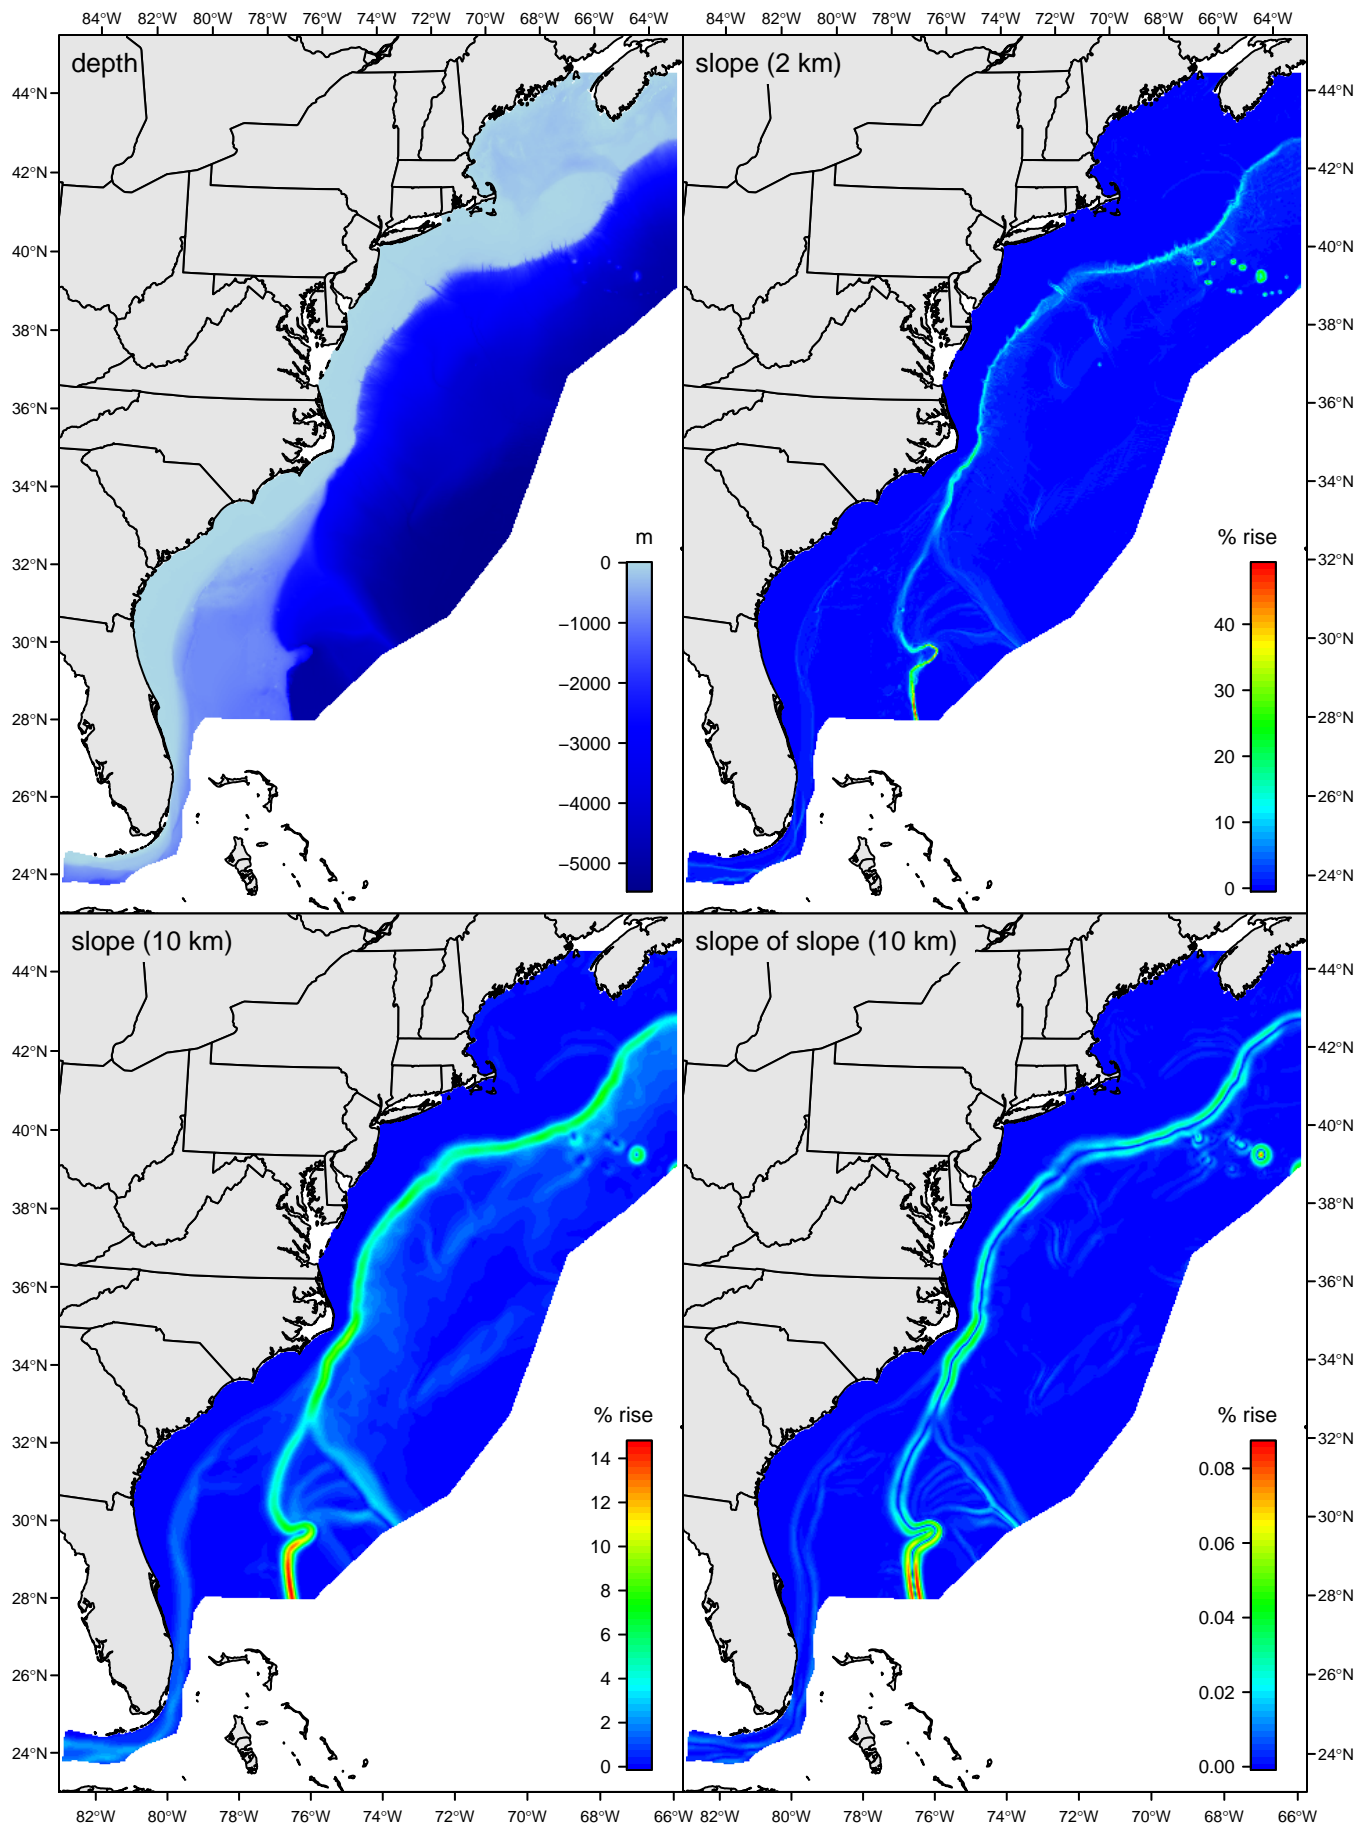 84°W 82°W 80°W 78°W 76°W 74°W 72°W 70°W 68°W 66°W 64°W
84°W 82°W 80°W 78°W 76°W 74°W 72°W 70°W 68°W 66°W 64°W
depth
44°N
42°N
40°N
38°N
36°N
34°N
32°N
30°N
28°N
26°N
24°N
m
0
−1000
−2000
−3000
−4000
−5000
slope (2 km)
% rise
40
30
20
10
0
44°N
42°N
40°N
38°N
36°N
34°N
32°N
30°N
28°N
26°N
24°N
slope (10 km)
44°N
42°N
40°N
38°N
36°N
34°N
32°N
30°N
28°N
26°N
24°N
% rise
14
12
10
8
6
4
2
0
slope of slope (10 km)
% rise
0.08
0.06
0.04
0.02
0.00
44°N
42°N
40°N
38°N
36°N
34°N
32°N
30°N
28°N
26°N
24°N
82°W 80°W 78°W 76°W 74°W 72°W 70°W 68°W 66°W
82°W 80°W 78°W 76°W 74°W 72°W 70°W 68°W 66°W